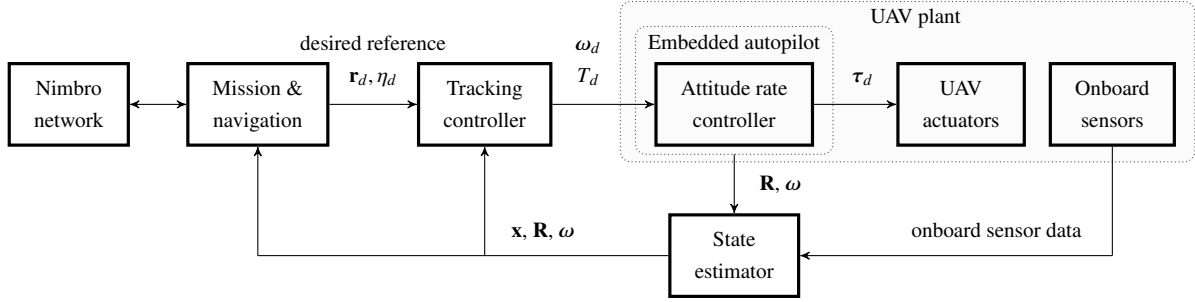 UAV plant
desired reference
ω_d
Embedded autopilot
Nimbro
network
Mission &
navigation
r_d, η_d
Tracking
controller
T_d
Attitude rate
controller
τ_d
UAV
actuators
Onboard
sensors
R, ω
x, R, ω
State
estimator
onboard sensor data